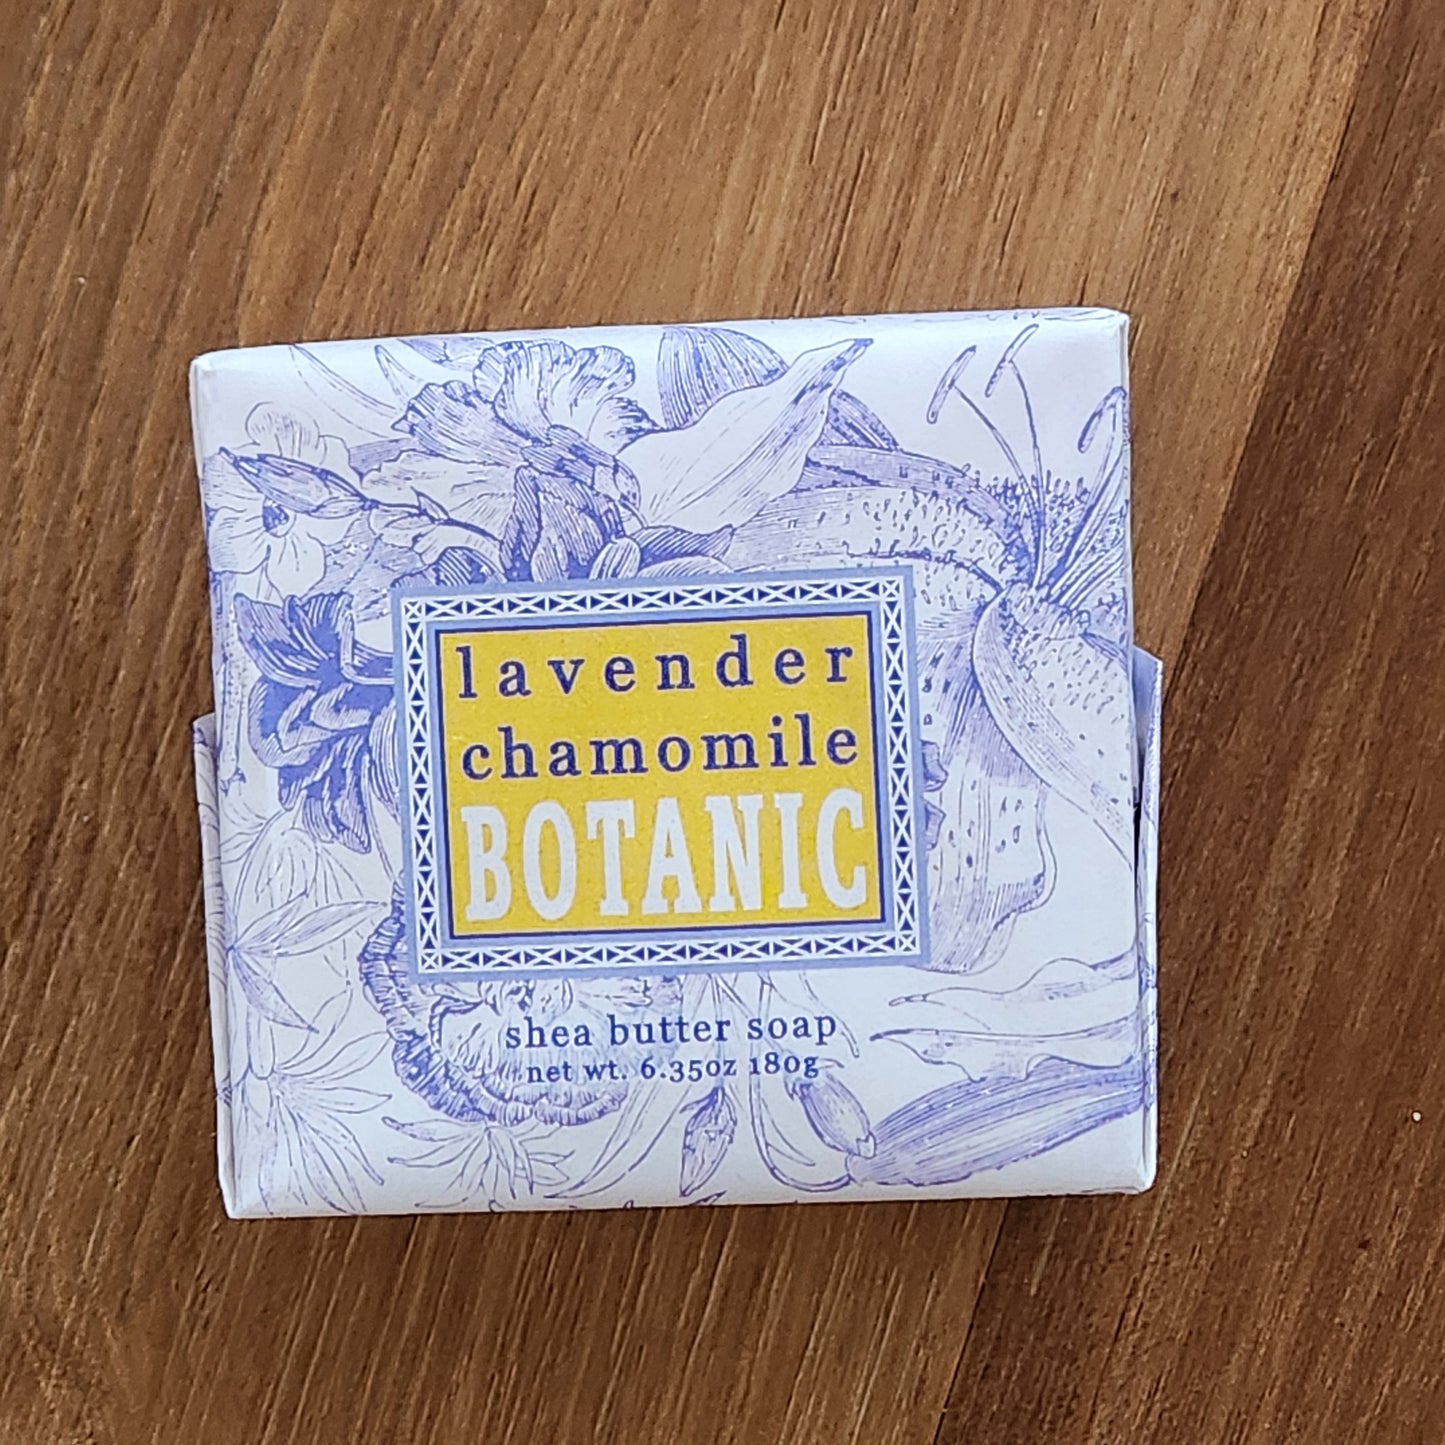 lavender
chamomile
BOTANIC
shea butter soap
net wt. 6.35oz 180g